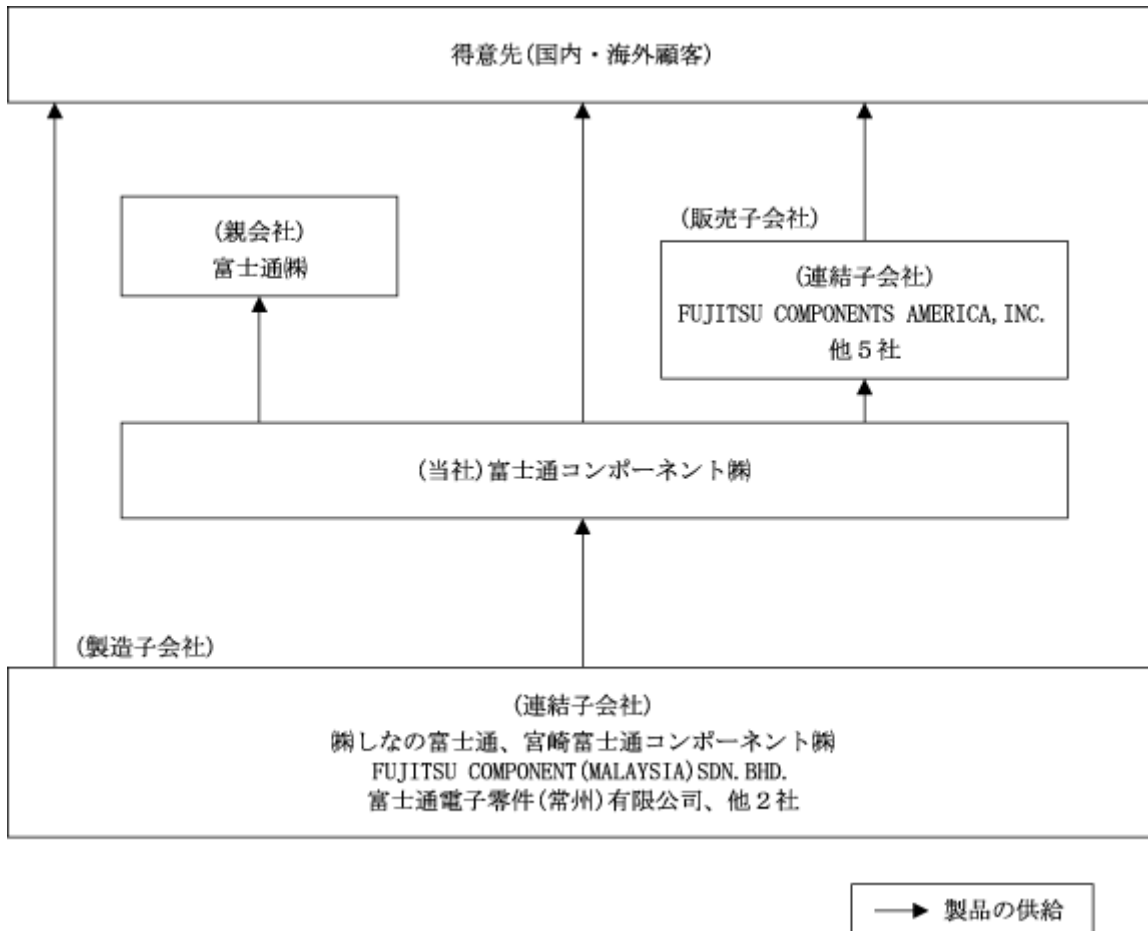 得意先(国内・海外顧客)
(親会社)
富士通㈱
(販売子会社)
(連結子会社)
FUJITSU COMPONENTS AMERICA,INC.
他5社
(当社)富士通コンポーネント㈱
(製造子会社)
(連結子会社)
㈱しなの富士通、宮崎富士通コンポーネント㈱
FUJITSU COMPONENT(MALAYSIA)SDN.BHD.
富士通電子零件(常州)有限公司、他2社
製品の供給